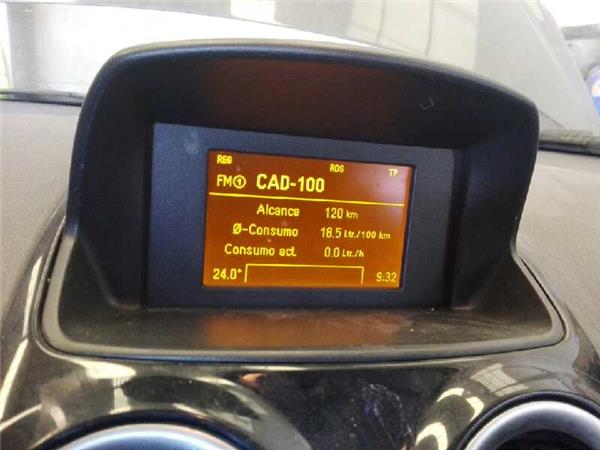 REG RDS TP
FM1 CAD-100
Alcance 120 km
Ø-Consumo 16.5 Ltr./100 km
Consumo act. 0.0 Ltr./h
24.0° 9:32